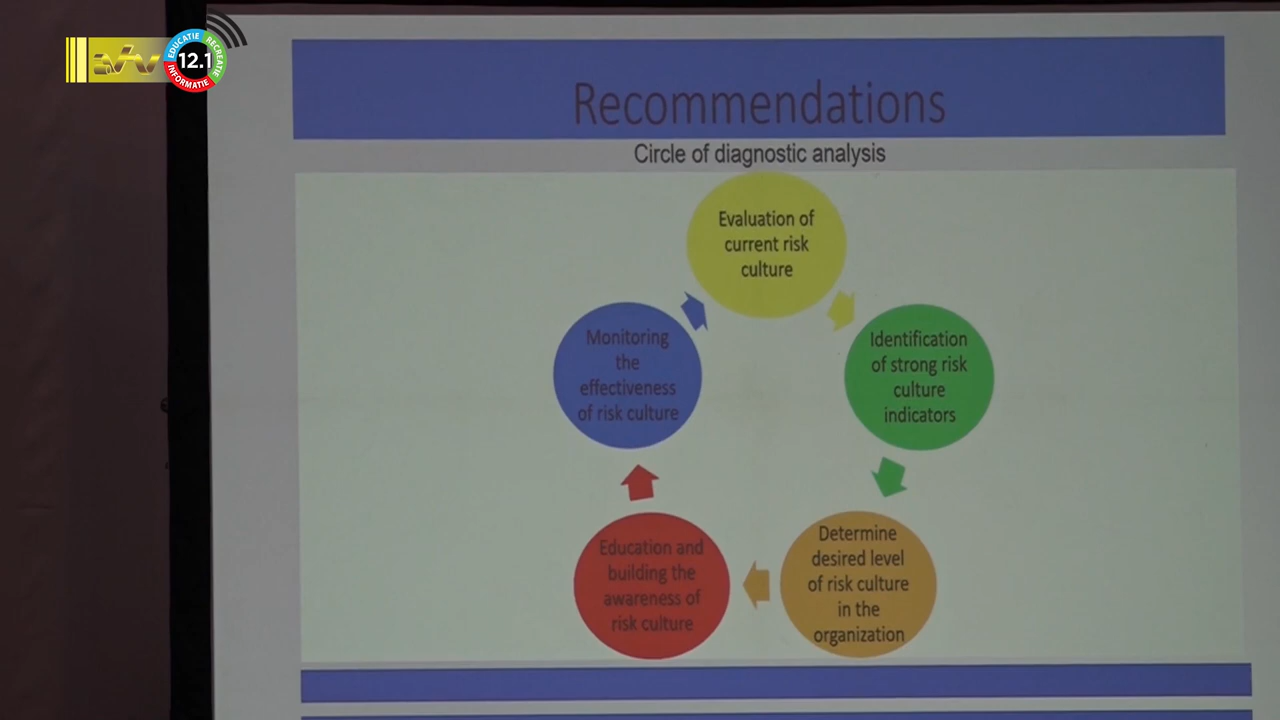 EDUCATIE
RECREATIE
INFORMATIE
12.1
Recommendations
Circle of diagnostic analysis
Evaluation of
current risk
culture
Identification
of strong risk
culture
indicators
Determine
desired level
of risk culture
in the
organization
Education and
building the
awareness of
risk culture
Monitoring
the
effectiveness
of risk culture